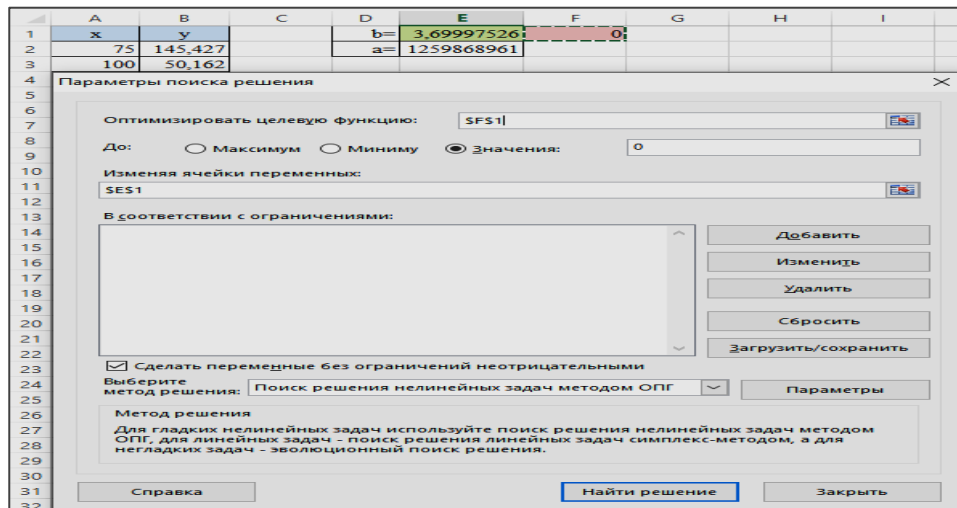 A B C D E F G H I
1 x y b= 3,69997526 0
2 75 145,427 a= 1259868961
3 100 50,162
4 Параметры поиска решения
5
6
7 Оптимизировать целевую функцию: $F$1
8
9 До: Максимум Миниму Значения: 0
10 Изменяя ячейки переменных:
11 $E$1
12
13 В соответствии с ограничениями:
14 Добавить
15
16 Изменить
17
18 Удалить
19
20 Сбросить
21
22 Загрузить/сохранить
23 Сделать переменные без ограничений неотрицательными
24 Выберите
метод решения: Поиск решения нелинейных задач методом ОПГ Параметры
25
26 Метод решения
27 Для гладких нелинейных задач используйте поиск решения нелинейных задач методом
28 ОПГ, для линейных задач - поиск решения линейных задач симплекс-методом, а для
29 негладких задач - эволюционный поиск решения.
30
31 Справка Найти решение Закрыть
32